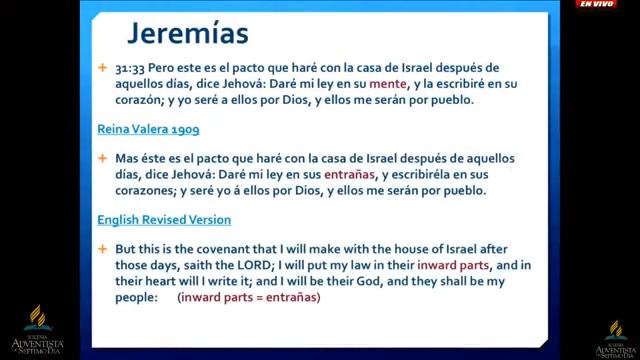 EN VIVO
Jeremías
31:33 Pero este es el pacto que haré con la casa de Israel después de
aquellos días, dice Jehová: Daré mi ley en su mente, y la escribiré en su
corazón; y yo seré a ellos por Dios, y ellos me serán por pueblo.
Reina Valera 1909
Mas éste es el pacto que haré con la casa de Israel después de aquellos
días, dice Jehová: Daré mi ley en sus entrañas, y escribiréla en sus
corazones; y seré yo á ellos por Dios, y ellos me serán por pueblo.
English Revised Version
But this is the covenant that I will make with the house of Israel after
those days, saith the LORD; I will put my law in their inward parts, and in
their heart will I write it; and I will be their God, and they shall be my
people: (inward parts = entrañas)
IGLESIA
ADVENTISTA
DEL SÉPTIMO DÍA
IGLESIA
ADVENTISTA
DEL SÉPTIMO DÍA